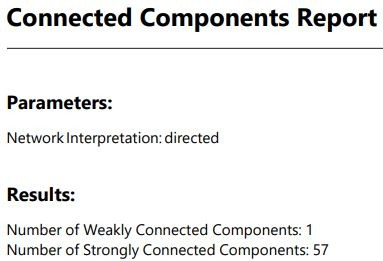 Connected Components Report
Parameters:
Network Interpretation: directed
Results:
Number of Weakly Connected Components: 1
Number of Strongly Connected Components: 57